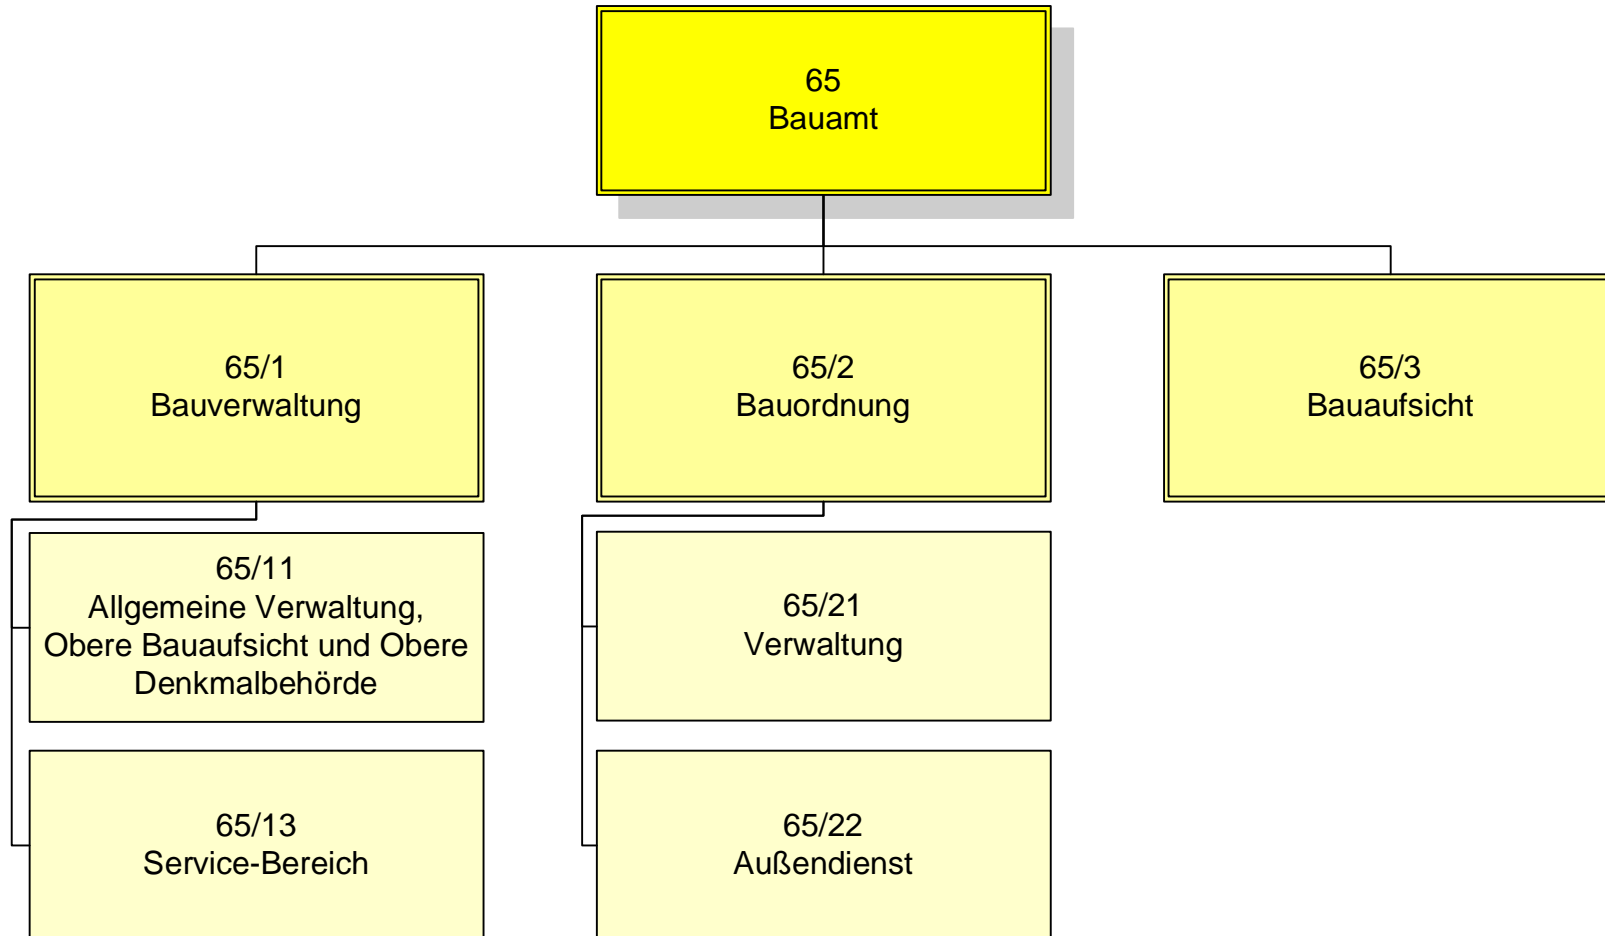 65
Bauamt
65/1
Bauverwaltung
65/2
Bauordnung
65/3
Bauaufsicht
65/11
Allgemeine Verwaltung,
Obere Bauaufsicht und Obere
Denkmalbehörde
65/21
Verwaltung
65/13
Service-Bereich
65/22
Außendienst